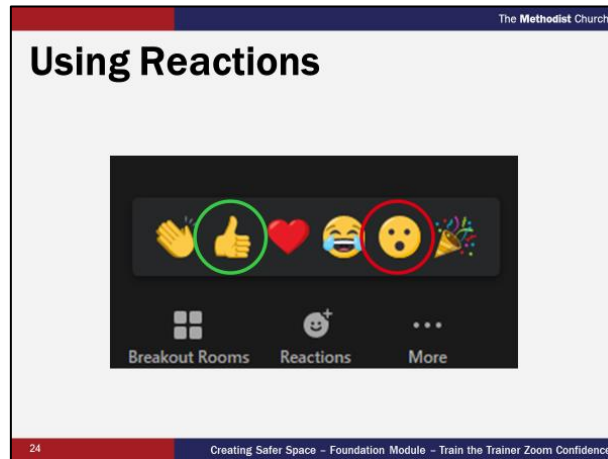 The Methodist Church
Using Reactions
Breakout Rooms Reactions More
24 Creating Safer Space – Foundation Module – Train the Trainer Zoom Confidence